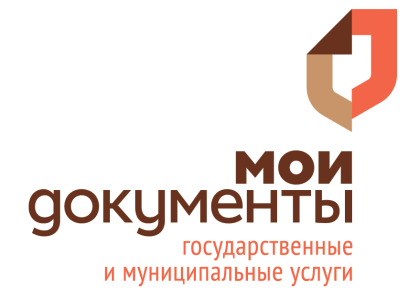 мои
документы
государственные
и муниципальные услуги